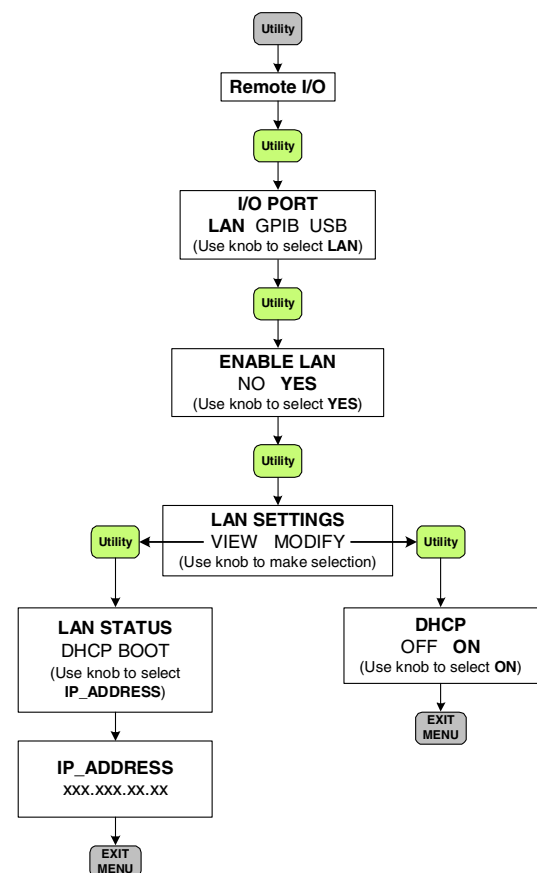 Utility
Remote I/O
Utility
I/O PORT
LAN GPIB USB
(Use knob to select LAN)
Utility
ENABLE LAN
NO YES
(Use knob to select YES)
Utility
LAN SETTINGS
Utility VIEW MODIFY Utility
(Use knob to make selection)
LAN STATUS
DHCP BOOT
(Use knob to select
IP_ADDRESS)
DHCP
OFF ON
(Use knob to select ON)
EXIT
MENU
IP_ADDRESS
xxx.xxx.xx.xx
EXIT
MENU